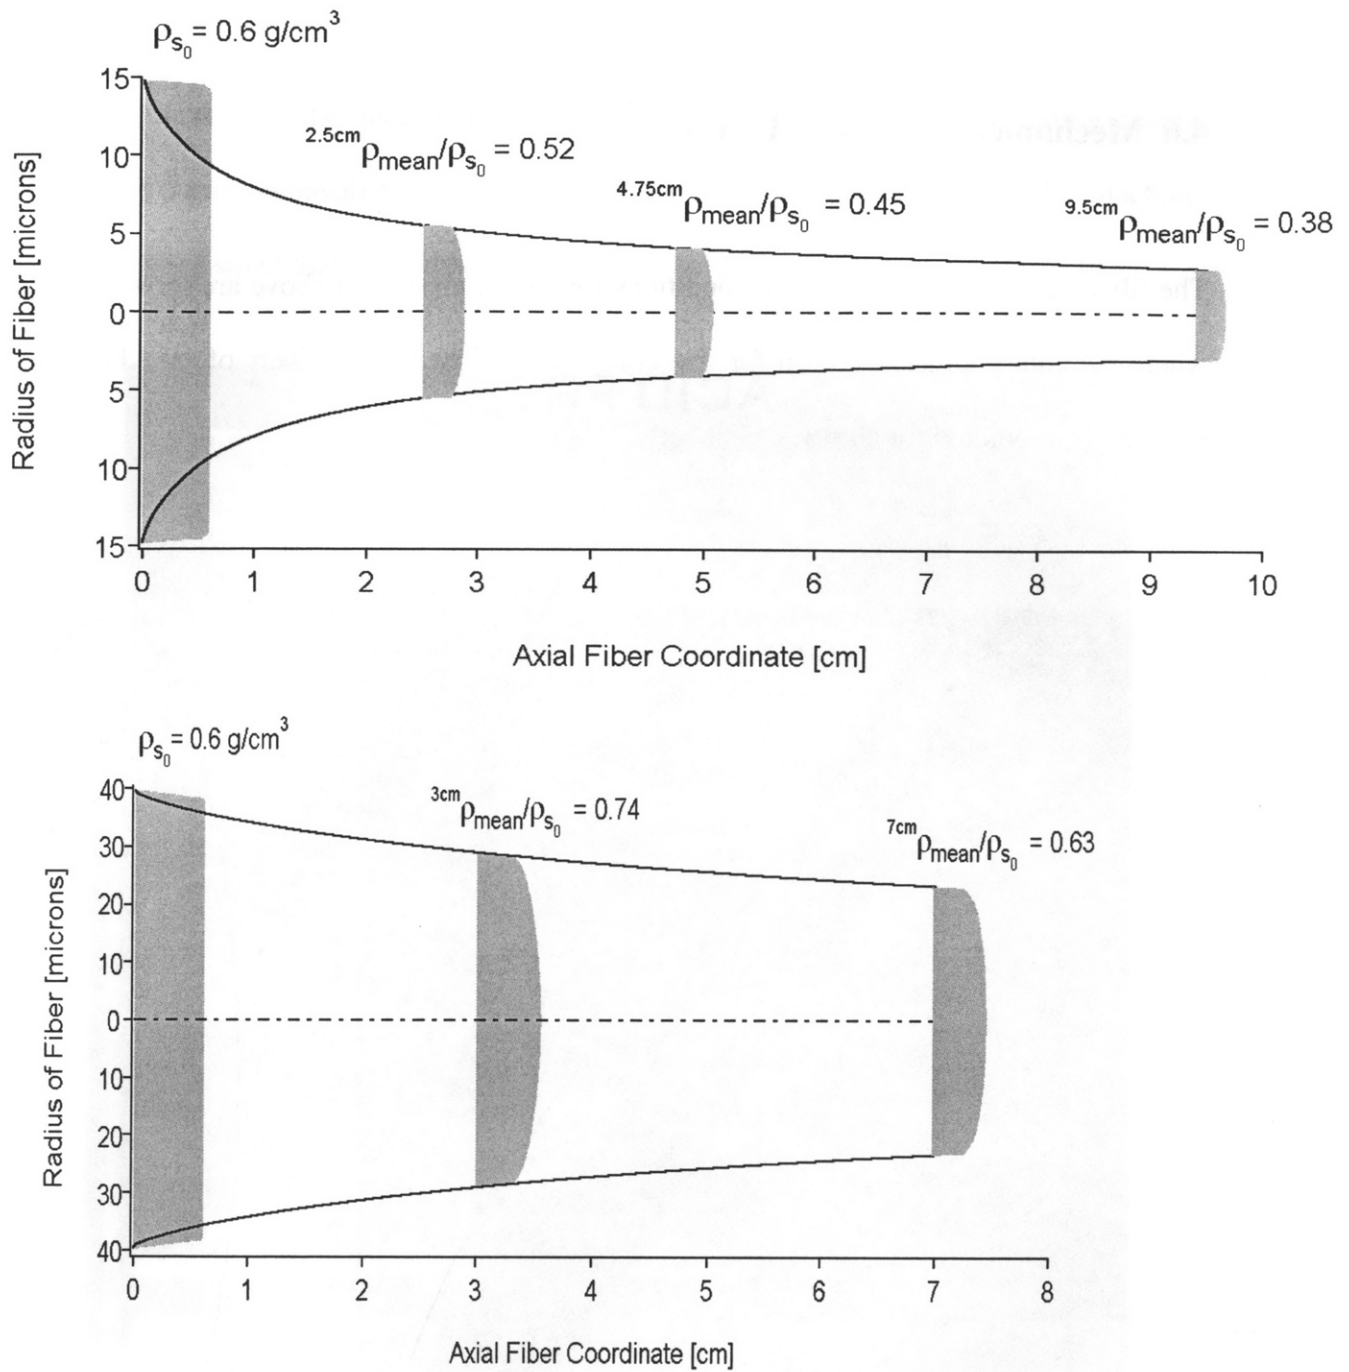 ρs₀ = 0.6 g/cm³
15
2.5cm ρmean/ρs₀ = 0.52
10
4.75cm ρmean/ρs₀ = 0.45
9.5cm ρmean/ρs₀ = 0.38
5
0
5
10
15
Radius of Fiber [microns]
0 1 2 3 4 5 6 7 8 9 10
Axial Fiber Coordinate [cm]
ρs₀ = 0.6 g/cm³
40
3cm ρmean/ρs₀ = 0.74
7cm ρmean/ρs₀ = 0.63
30
20
10
0
10
20
30
40
Radius of Fiber [microns]
0 1 2 3 4 5 6 7 8
Axial Fiber Coordinate [cm]